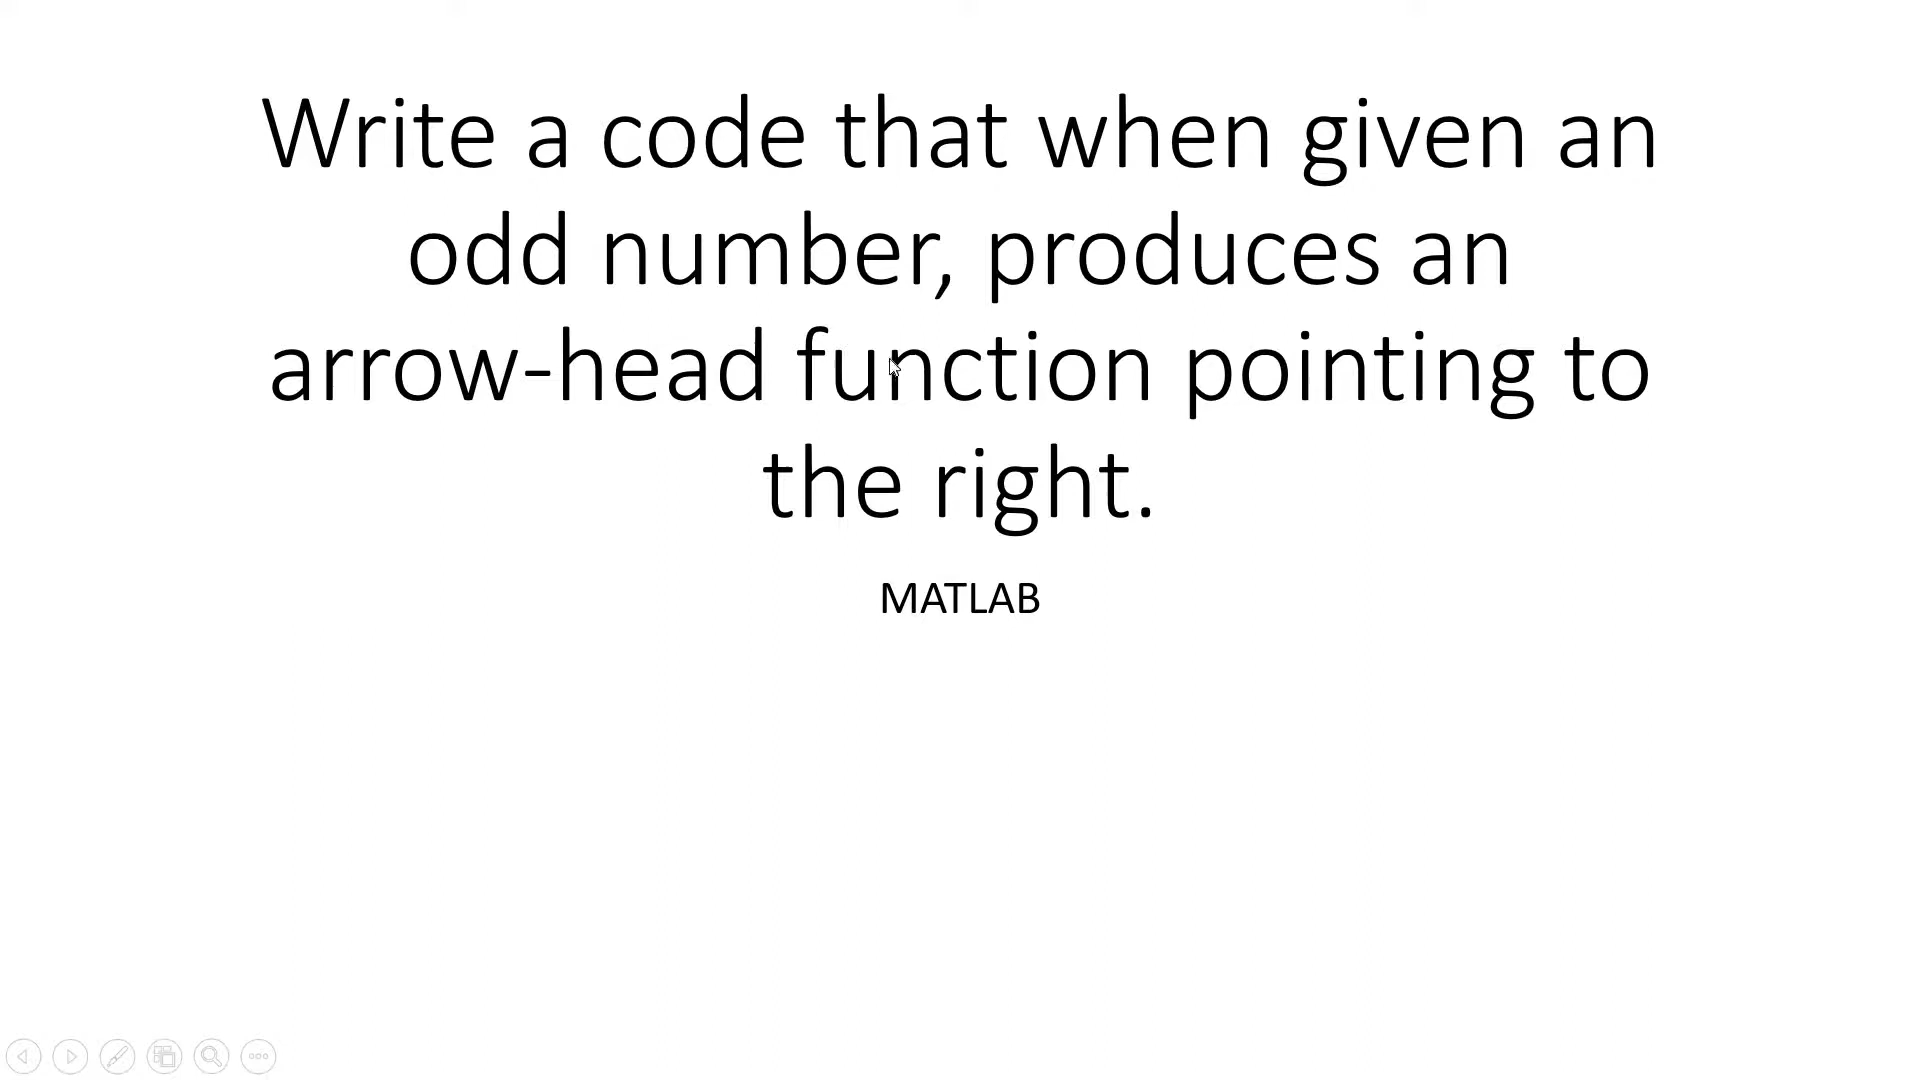 Write a code that when given an
odd number, produces an
arrow-head function pointing to
the right.
MATLAB